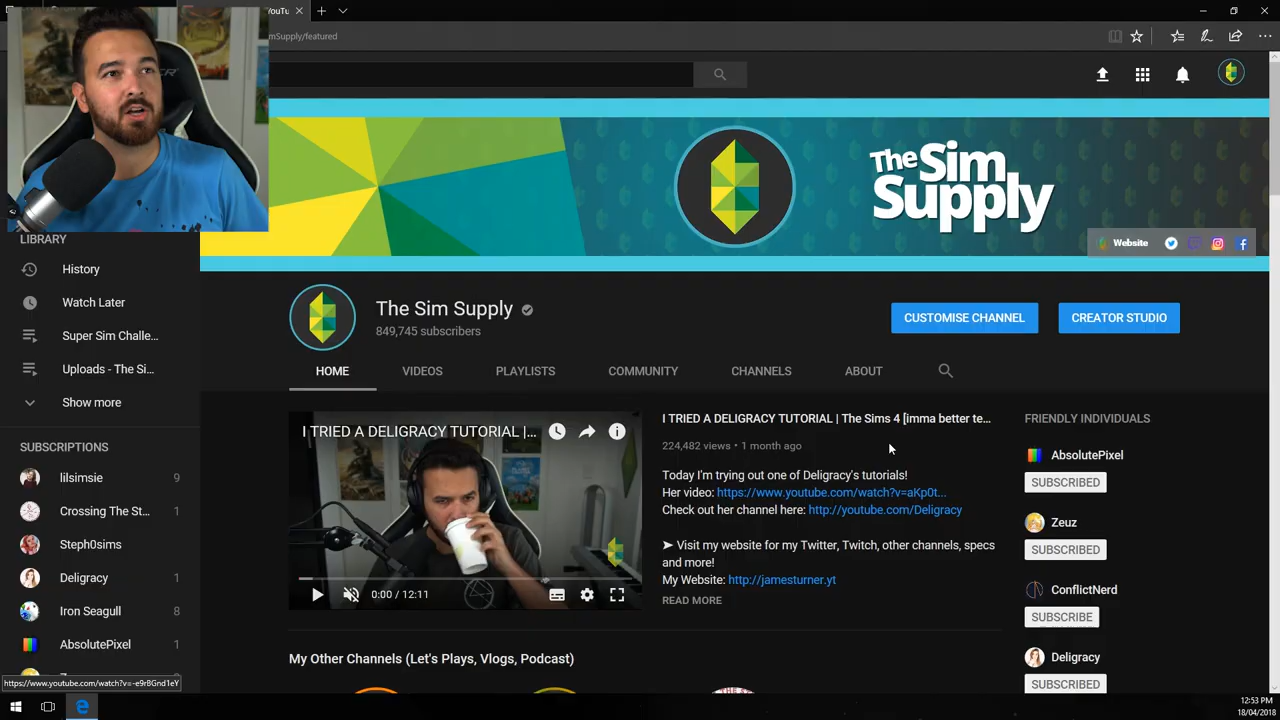 YouTu
mSupply/featured
The Sim
Supply
Website
LIBRARY
History
Watch Later
Super Sim Challe...
Uploads - The Si...
Show more
SUBSCRIPTIONS
lilsimsie 9
Crossing The St... 1
Steph0sims
Deligracy 1
Iron Seagull 8
AbsolutePixel 1
https://www.youtube.com/watch?v=-e9rBGnd1eY
The Sim Supply
849,745 subscribers
CUSTOMISE CHANNEL
CREATOR STUDIO
HOME VIDEOS PLAYLISTS COMMUNITY CHANNELS ABOUT
I TRIED A DELIGRACY TUTORIAL |...
0:00 / 12:11
I TRIED A DELIGRACY TUTORIAL | The Sims 4 [imma better te...
224,482 views • 1 month ago
Today I'm trying out one of Deligracy's tutorials!
Her video: https://www.youtube.com/watch?v=aKp0t...
Check out her channel here: http://youtube.com/Deligracy
➤ Visit my website for my Twitter, Twitch, other channels, specs
and more!
My Website: http://jamesturner.yt
READ MORE
FRIENDLY INDIVIDUALS
AbsolutePixel
SUBSCRIBED
Zeuz
SUBSCRIBED
ConflictNerd
SUBSCRIBE
Deligracy
SUBSCRIBED
My Other Channels (Let's Plays, Vlogs, Podcast)
12:53 PM
18/04/2018